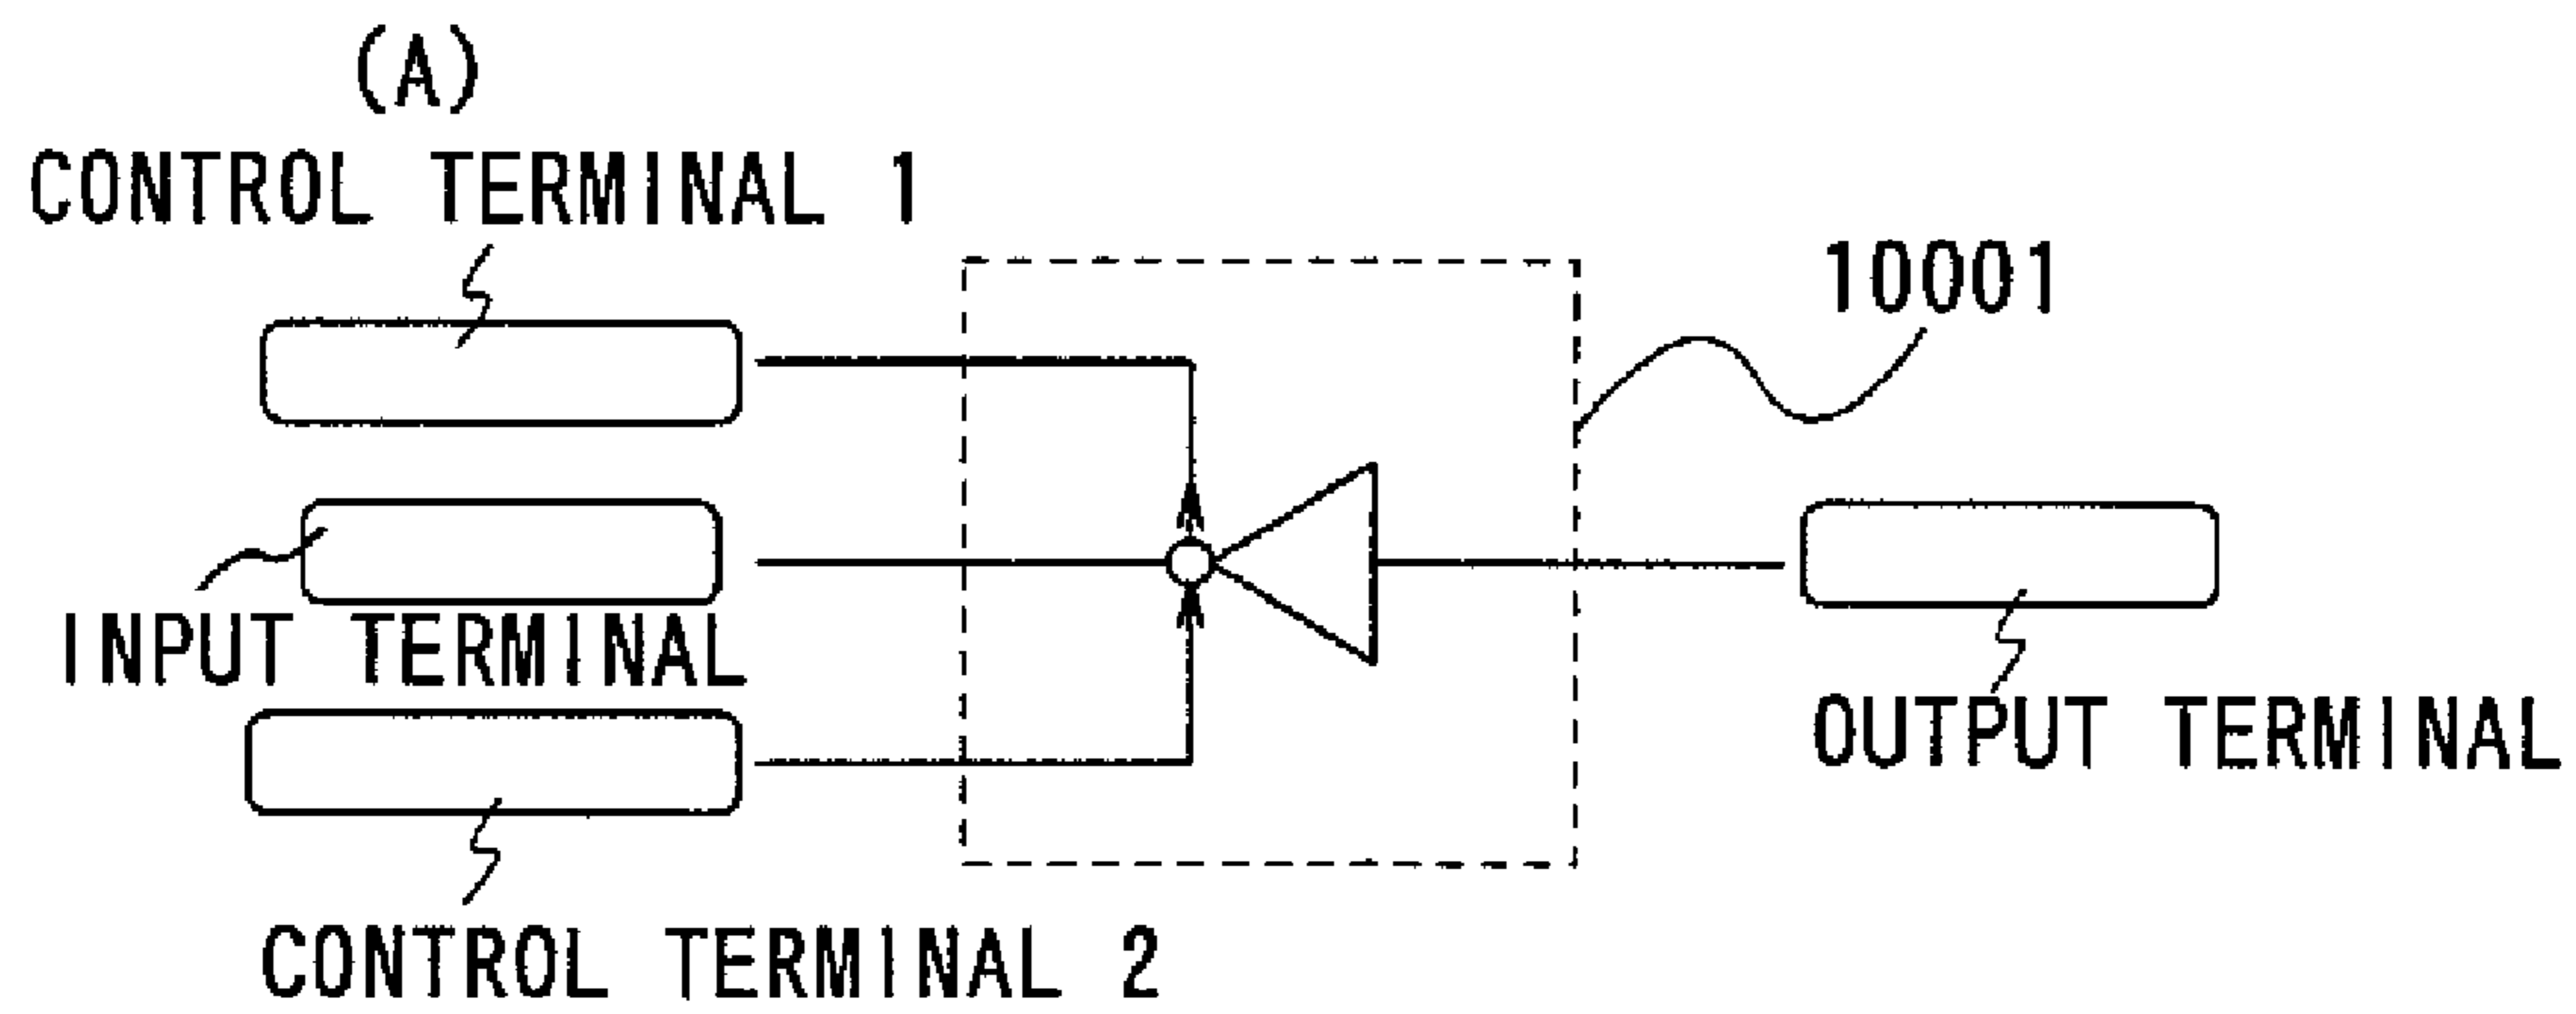 (A)
CONTROL TERMINAL 1
10001
INPUT TERMINAL
OUTPUT TERMINAL
CONTROL TERMINAL 2